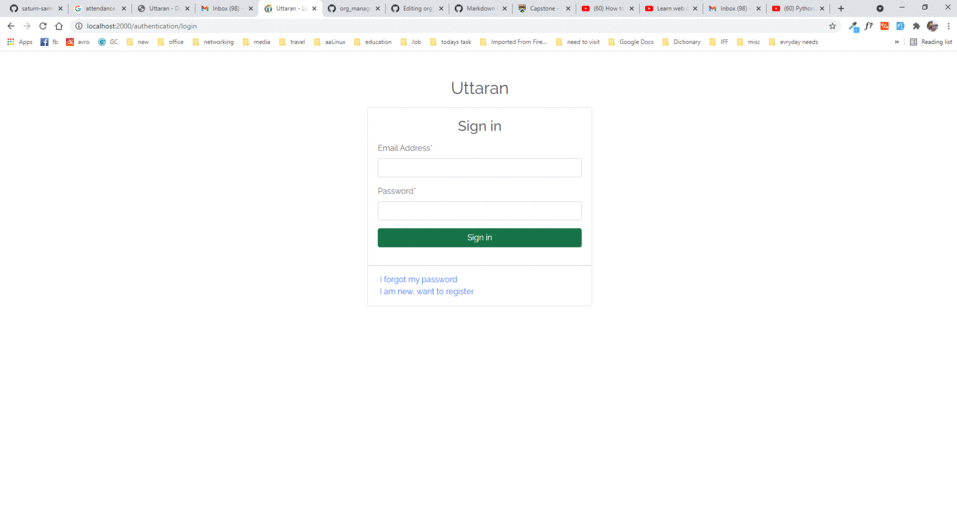 saturn-sam
attendance
Uttaran - D
Inbox (98) -
Uttaran - Lo
org_manag
Editing org
Markdown
Capstone -
(60) How to
Learn web
Inbox (98)
(60) Python
localhost:2000/authentication/login
Apps fb avro GC new office networking media travel aaLinux education Job todays task Imported From Fire... need to visit Google Docs Dictionary IFF misc evryday needs » Reading list
Uttaran
Sign in
Email Address*
Password*
Sign in
I forgot my password
I am new, want to register